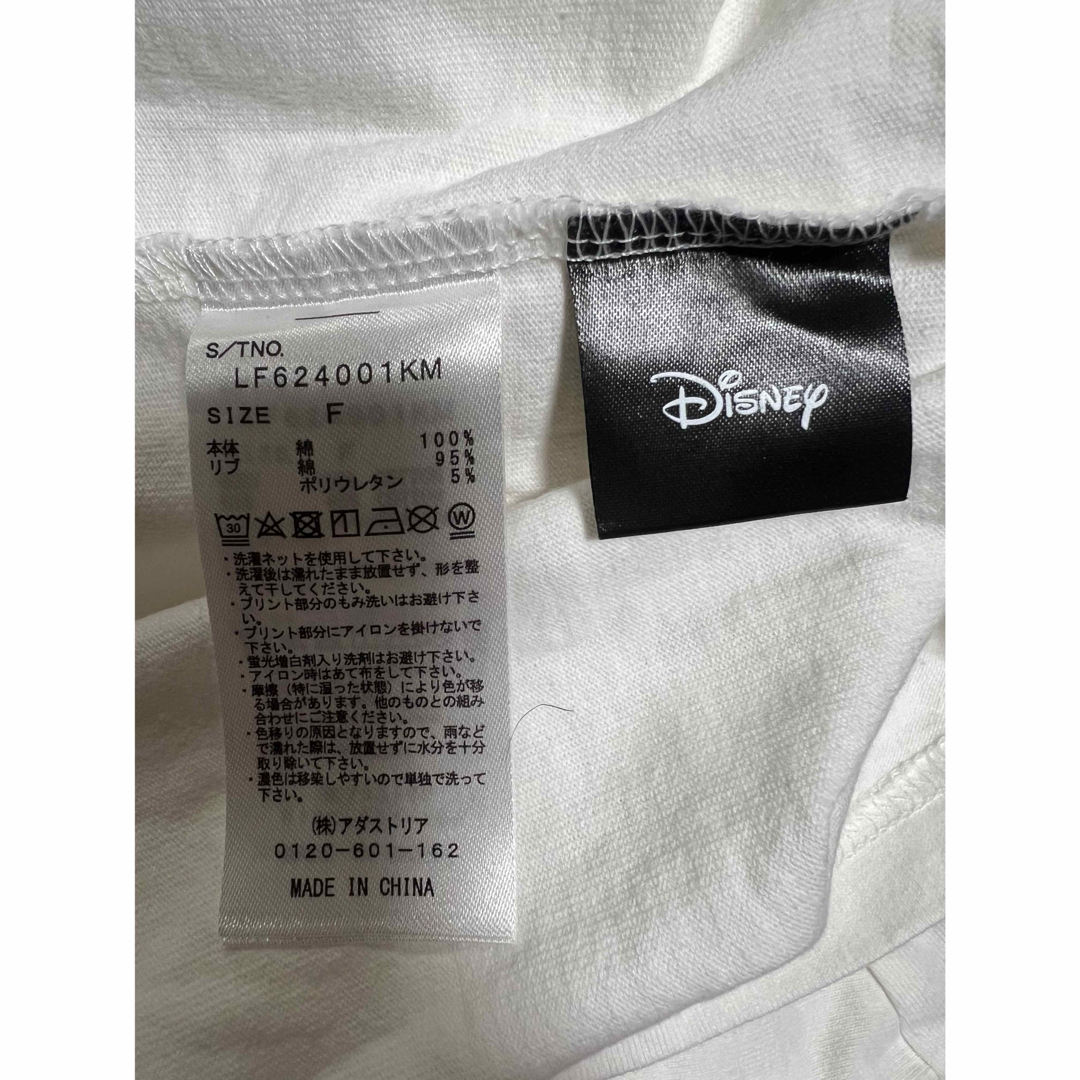 S/TNO.
LF624001KM
SIZE F
本体 綿 100%
リブ 綿 95%
ポリウレタン 5%
30 W
・洗濯ネットを使用して下さい。
・洗濯後は濡れたまま放置せず、形を整
えて干してください。
・プリント部分のもみ洗いはお避け下さ
い。
・プリント部分にアイロンを掛けないで
下さい。
・蛍光増白剤入り洗剤はお避け下さい。
・アイロン時はあて布をして下さい。
・摩擦（特に湿った状態）により色が移
る場合があります。他のものとの組み
合わせにご注意ください。
・色移りの原因となりますので、雨など
で濡れた際は、放置せずに水分を十分
取り除いて下さい。
・濃色は移染しやすいので単独で洗って
下さい。
(株)アダストリア
0120-601-162
MADE IN CHINA
Disney